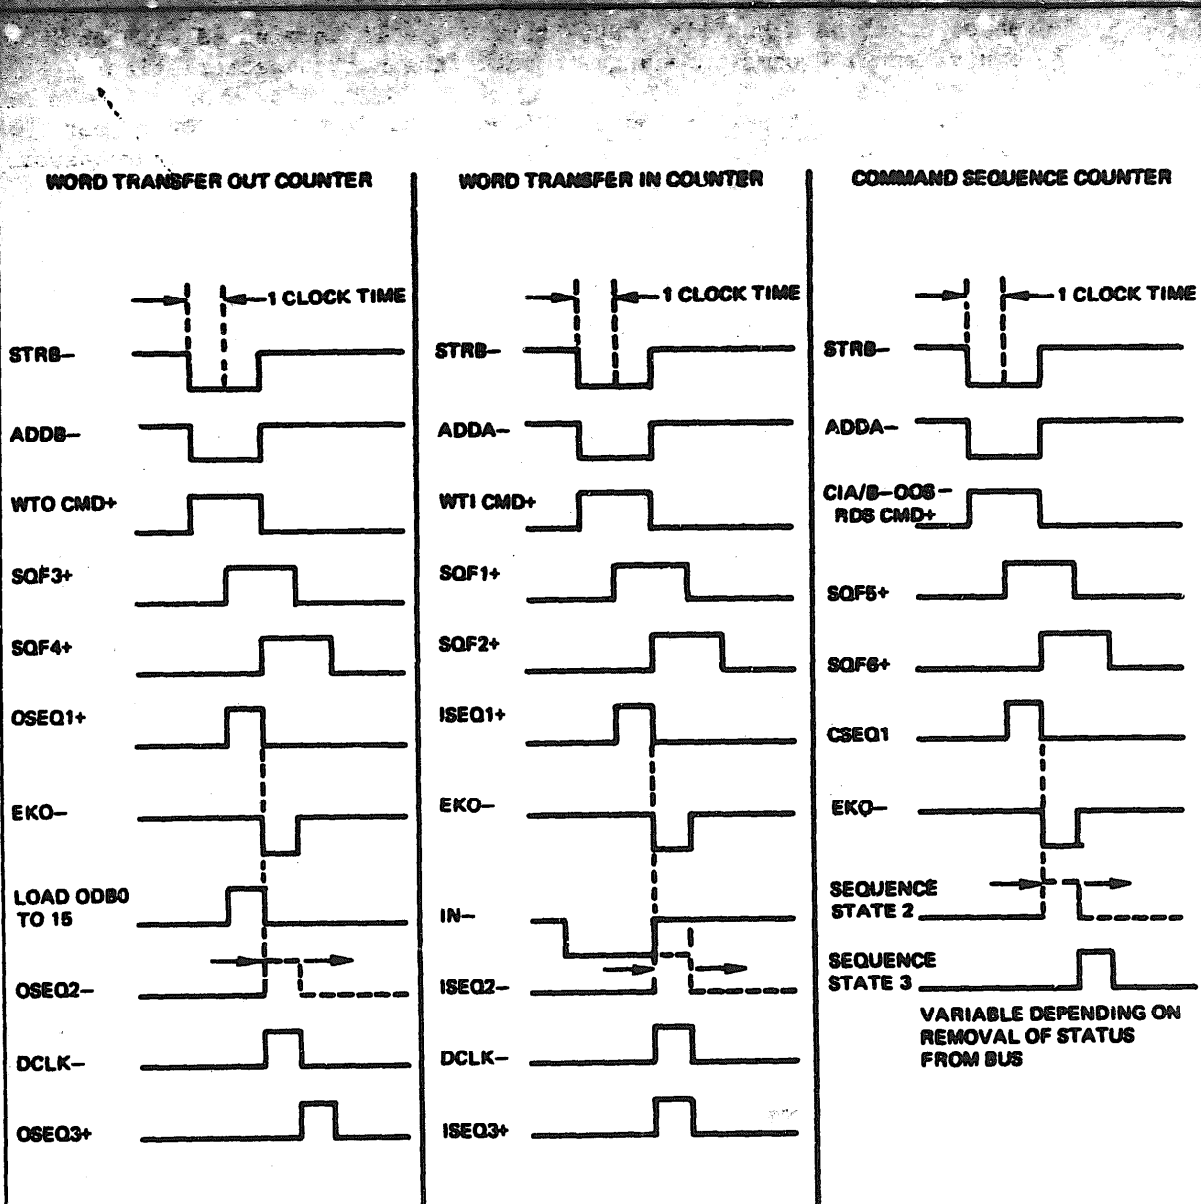 WORD TRANSFER OUT COUNTER
1 CLOCK TIME
STRB-
ADDB-
WTO CMD+
SQF3+
SQF4+
OSEQ1+
EKO-
LOAD ODB0
TO 15
OSEQ2-
DCLK-
OSEQ3+
WORD TRANSFER IN COUNTER
1 CLOCK TIME
STRB-
ADDA-
WTI CMD+
SQF1+
SQF2+
ISEQ1+
EKO-
IN-
ISEQ2-
DCLK-
ISEQ3+
COMMAND SEQUENCE COUNTER
1 CLOCK TIME
STRB-
ADDA-
CIA/B-OOS-
RDS CMD+
SQF5+
SQF6+
CSEQ1
EKO-
SEQUENCE
STATE 2
SEQUENCE
STATE 3
VARIABLE DEPENDING ON
REMOVAL OF STATUS
FROM BUS